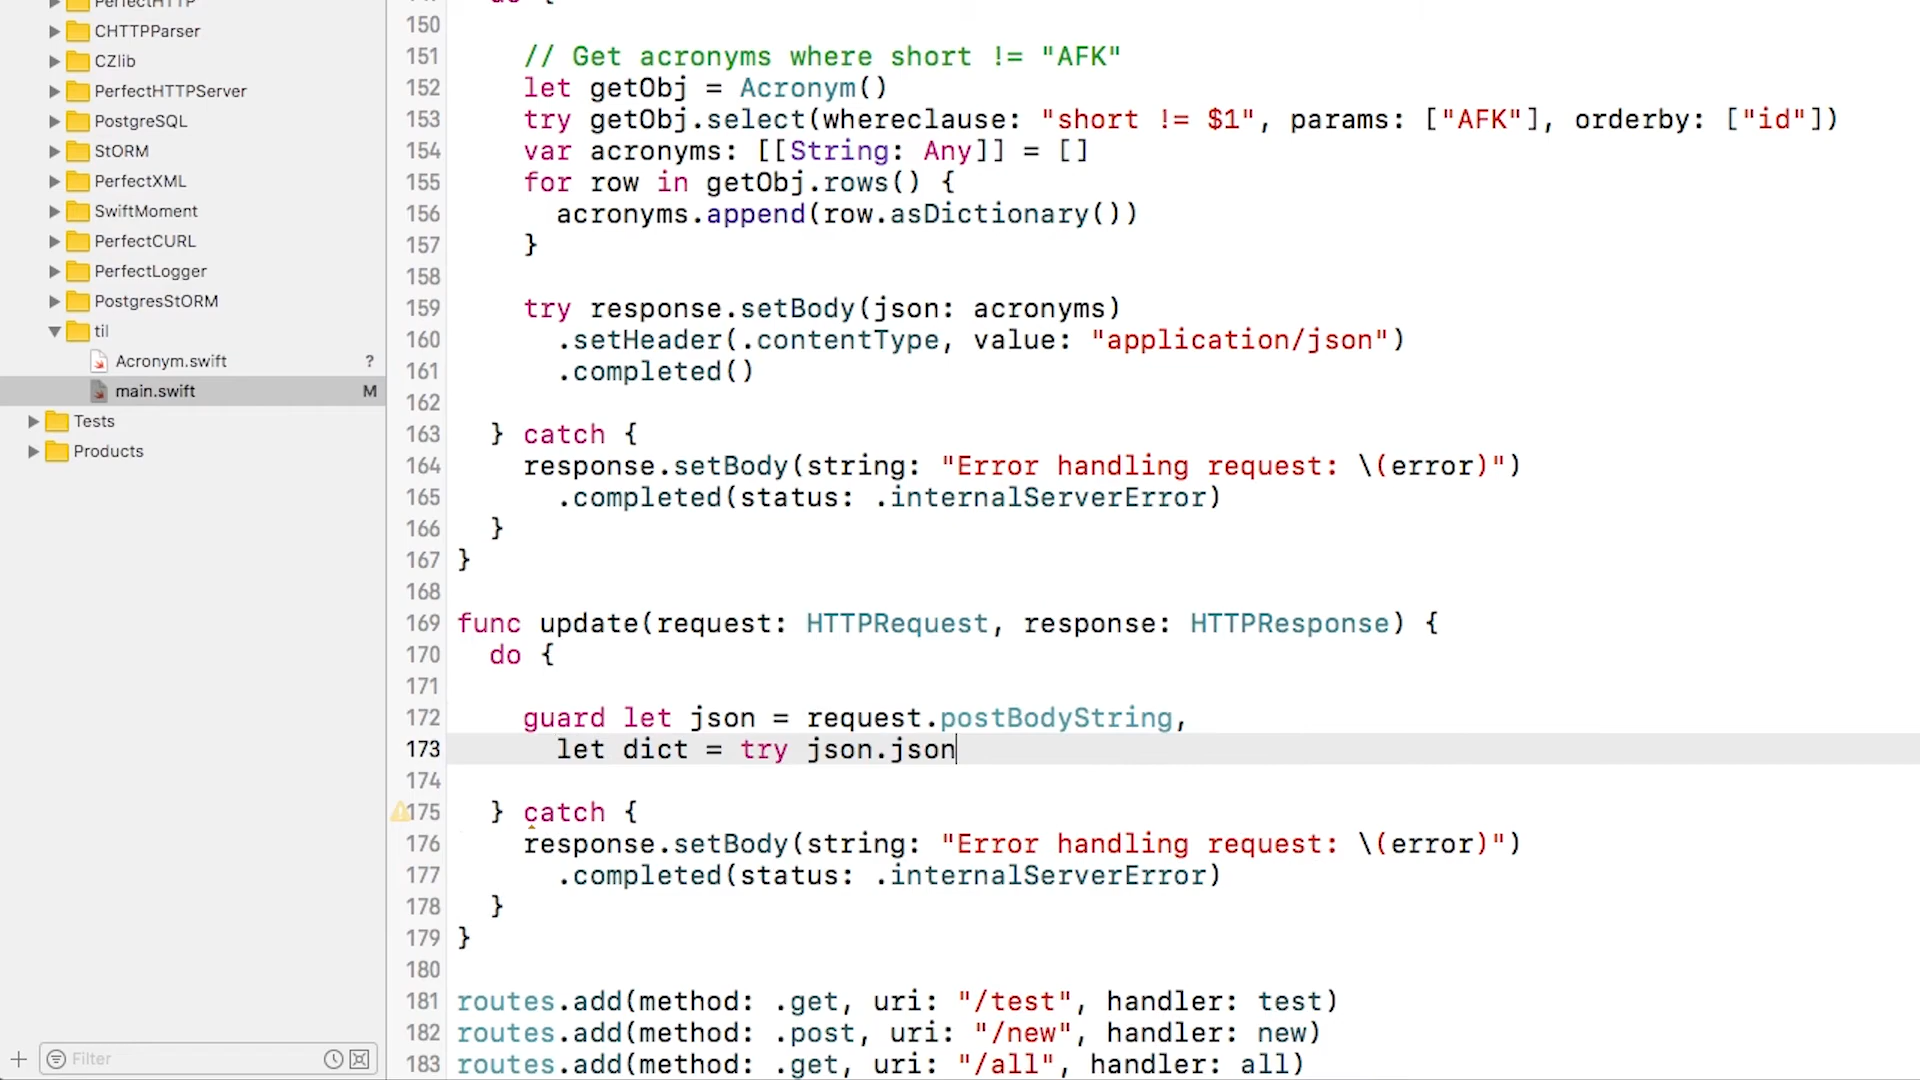 PerfectHTTP
CHTTPParser
CZlib
PerfectHTTPServer
PostgreSQL
StORM
PerfectXML
SwiftMoment
PerfectCURL
PerfectLogger
PostgresStORM
til
Acronym.swift ?
main.swift M
Tests
Products
Filter
do {
150
151 // Get acronyms where short != "AFK"
152 let getObj = Acronym()
153 try getObj.select(whereclause: "short != $1", params: ["AFK"], orderby: ["id"])
154 var acronyms: [[String: Any]] = []
155 for row in getObj.rows() {
156 acronyms.append(row.asDictionary())
157 }
158
159 try response.setBody(json: acronyms)
160 .setHeader(.contentType, value: "application/json")
161 .completed()
162
163 } catch {
164 response.setBody(string: "Error handling request: \(error)")
165 .completed(status: .internalServerError)
166 }
167 }
168
169 func update(request: HTTPRequest, response: HTTPResponse) {
170 do {
171
172 guard let json = request.postBodyString,
173 let dict = try json.json
174
175 } catch {
176 response.setBody(string: "Error handling request: \(error)")
177 .completed(status: .internalServerError)
178 }
179 }
180
181 routes.add(method: .get, uri: "/test", handler: test)
182 routes.add(method: .post, uri: "/new", handler: new)
183 routes.add(method: .get, uri: "/all", handler: all)